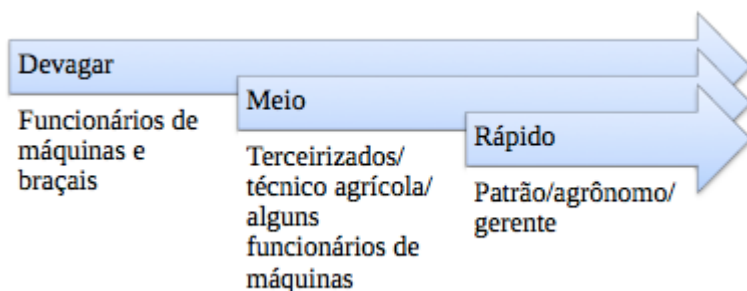 Devagar
Funcionários de
máquinas e
braçais
Meio
Terceirizados/
técnico agrícola/
alguns
funcionários de
máquinas
Rápido
Patrão/agrônomo/
gerente